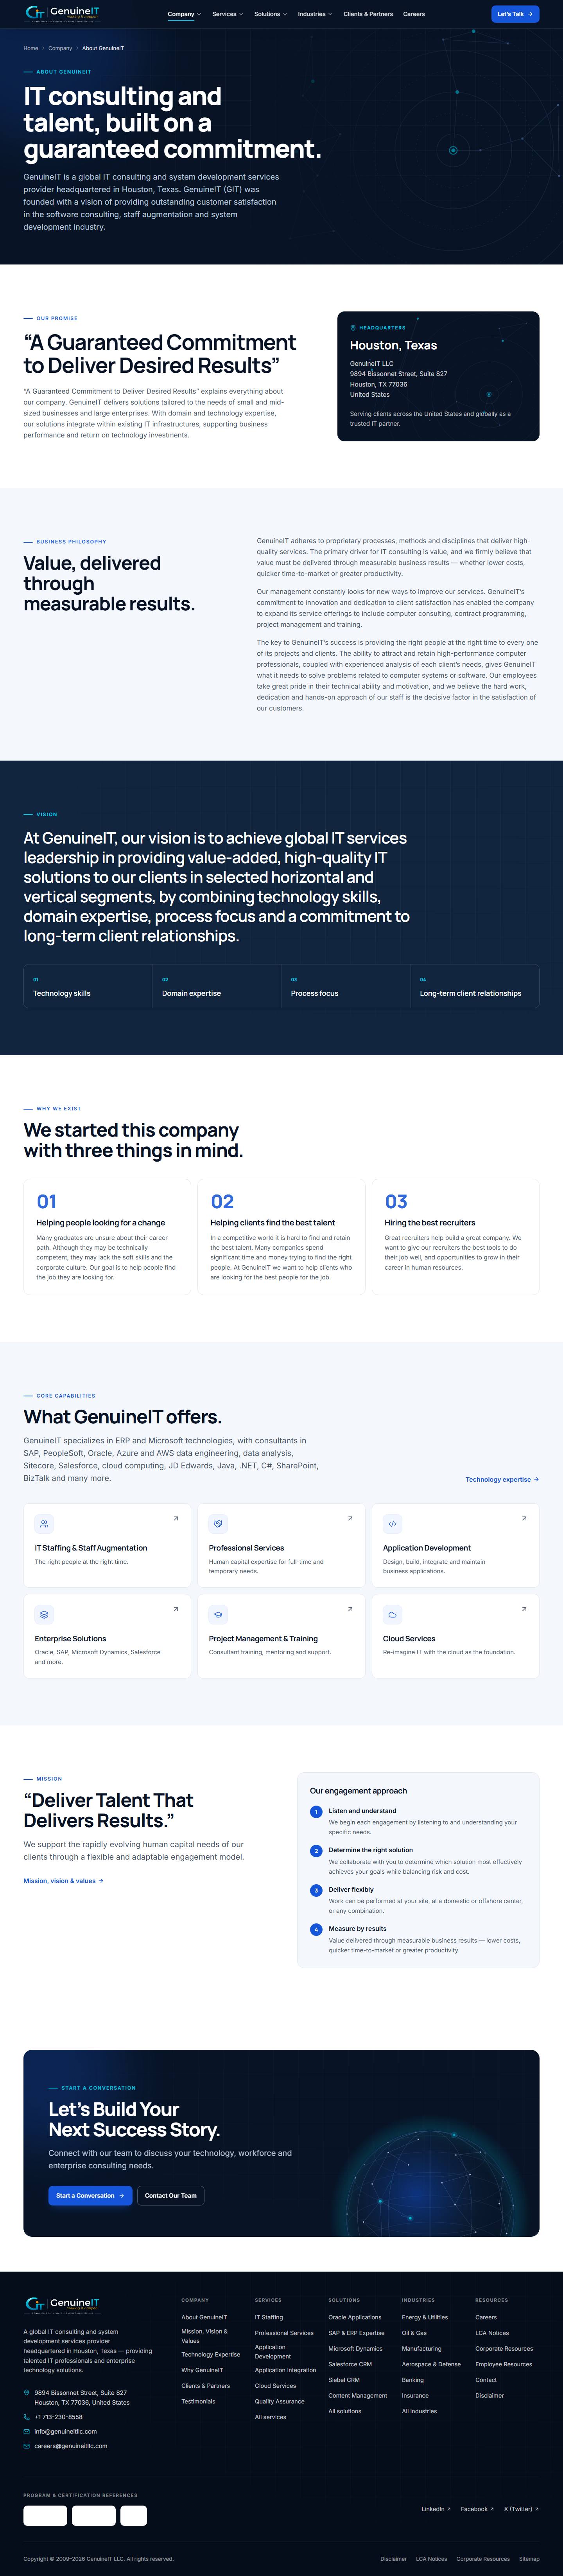 GenuineIT
making it happen
Company
Services
Solutions
Industries
Clients & Partners
Careers
Let's Talk
Home > Company > About GenuineIT
ABOUT GENUINEIT
IT consulting and
talent, built on a
guaranteed commitment.
GenuineIT is a global IT consulting and system development services
provider headquartered in Houston, Texas. GenuineIT (GIT) was
founded with a vision of providing outstanding customer satisfaction
in the software consulting, staff augmentation and system
development industry.
OUR PROMISE
“A Guaranteed Commitment
to Deliver Desired Results”
“A Guaranteed Commitment to Deliver Desired Results” explains the essence of
our company. GenuineIT delivers solutions tailored to the needs of small and mid-
sized businesses and large enterprises. With domain and technology expertise,
our solutions integrate within existing IT infrastructures, supporting business
performance and return on technology investments.
HEADQUARTERS
Houston, Texas
GenuineIT LLC
9894 Bissonnet Street, Suite 827
Houston, TX 77036
United States
Serving clients across the United States and globally as a
trusted IT partner.
BUSINESS PHILOSOPHY
Value, delivered
through
measurable results.
GenuineIT adheres to proprietary processes, methods and disciplines that deliver high-
quality services. The primary driver for IT consulting is value, and we firmly believe that
value must be delivered through measurable business results — whether lower costs,
quicker time-to-market or greater productivity.
Our management constantly looks for new ways to improve our services. GenuineIT’s
commitment to innovation and dedication to client satisfaction has enabled the company
to expand its service offerings to include computer consulting, contract programming,
project management and training.
The key to GenuineIT’s success is providing the right people at the right time to every one
of its projects and clients. The ability to attract and retain high-performance computer
professionals, coupled with experienced analysis of each client’s needs, gives GenuineIT
what it needs to solve problems related to computer systems or software. Our employees
take great pride in their technical ability and motivation, and we believe the hard work,
dedication and hands-on approach of our staff is the decisive factor in the satisfaction of
our customers.
VISION
At GenuineIT, our vision is to achieve global IT services
leadership in providing value-added, high-quality IT
solutions to our clients in selected horizontal and
vertical segments, by combining technology skills,
domain expertise, process focus and a commitment to
long-term client relationships.
01
Technology skills
02
Domain expertise
03
Process focus
04
Long-term client relationships
WHY WE EXIST
We started this company
with three things in mind.
01
Helping people looking for a change
Many graduates are unsure about their career
path. Although they may be technically
competent, they may lack the soft skills and the
corporate culture. Our goal is to help people find
the job they are looking for.
02
Helping clients find the best talent
In a competitive world it is hard to find and retain
the best talent. Many companies spend
significant time and money trying to find the right
people. At GenuineIT we want to help clients who
are looking for the best people for the job.
03
Hiring the best recruiters
Great recruiters help build a great company. We
want to give our recruiters the best tools to do
their job well, and opportunities to grow in their
career in human resources.
CORE CAPABILITIES
What GenuineIT offers.
GenuineIT specializes in ERP and Microsoft technologies, with consultants in
SAP, PeopleSoft, Oracle, Azure and AWS data engineering, data analysis,
Sitecore, Salesforce, cloud computing, JD Edwards, Java, .NET, C#, SharePoint,
BizTalk and many more.
Technology expertise
IT Staffing & Staff Augmentation
The right people at the right time.
Professional Services
Human capital expertise for full-time and
temporary needs.
Application Development
Design, build, integrate and maintain
business applications.
Enterprise Solutions
Oracle, SAP, Microsoft Dynamics, Salesforce
and more.
Project Management & Training
Consultant training, mentoring and support.
Cloud Services
Re-imagine IT with the cloud as the foundation.
MISSION
“Deliver Talent That
Delivers Results.”
We support the rapidly evolving human capital needs of our
clients through a flexible and adaptable engagement model.
Mission, vision & values
Our engagement approach
1
Listen and understand
We begin each engagement by listening to and understanding your
specific needs.
2
Determine the right solution
We collaborate with you to determine which solution most effectively
achieves your goals while balancing risk and cost.
3
Deliver flexibly
Work can be performed at your site, at a domestic or offshore center,
or any combination.
4
Measure by results
Value delivered through measurable business results — lower costs,
quicker time-to-market or greater productivity.
START A CONVERSATION
Let’s Build Your
Next Success Story.
Connect with our team to discuss your technology, workforce and
enterprise consulting needs.
Start a Conversation
Contact Our Team
GenuineIT
making it happen
A global IT consulting and system
development services provider
headquartered in Houston, Texas — providing
talented IT professionals and enterprise
technology solutions.
9894 Bissonnet Street, Suite 827
Houston, TX 77036, United States
+1 713-230-8558
info@genuineitllc.com
careers@genuineitllc.com
COMPANY
About GenuineIT
Mission, Vision &
Values
Technology Expertise
Why GenuineIT
Clients & Partners
Testimonials
SERVICES
IT Staffing
Professional Services
Application
Development
Application Integration
Cloud Services
Quality Assurance
All services
SOLUTIONS
Oracle Applications
SAP & ERP Expertise
Microsoft Dynamics
Salesforce CRM
Siebel CRM
Content Management
All solutions
INDUSTRIES
Energy & Utilities
Oil & Gas
Manufacturing
Aerospace & Defense
Banking
Insurance
All industries
RESOURCES
Careers
LCA Notices
Corporate Resources
Employee Resources
Contact
Disclaimer
PROGRAM & CERTIFICATION REFERENCES
LinkedIn
Facebook
X (Twitter)
Copyright © 2009-2026 GenuineIT LLC. All rights reserved.
Disclaimer
LCA Notices
Corporate Resources
Sitemap